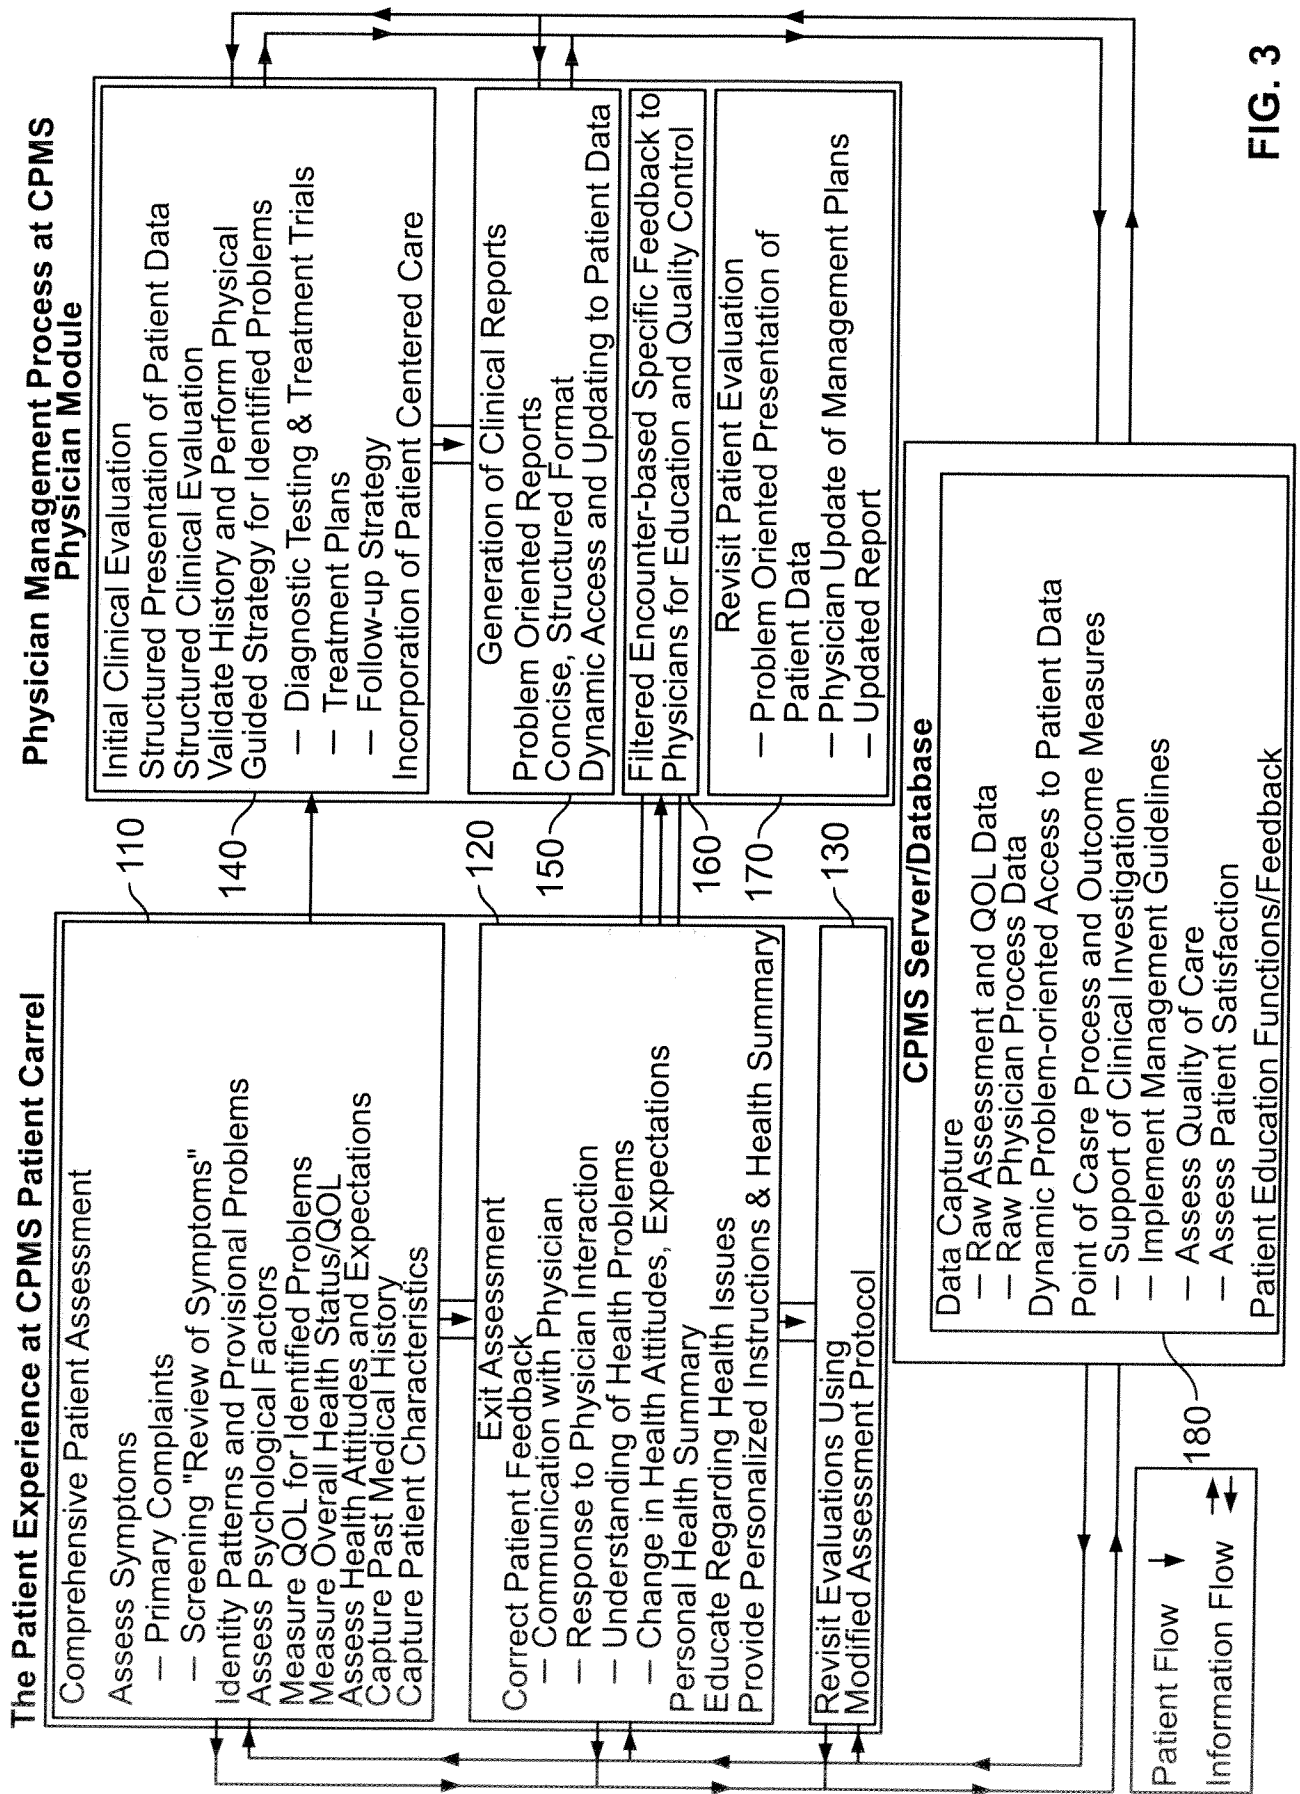 The Patient Experience at CPMS Patient Carrel
Comprehensive Patient Assessment
Assess Symptoms
– Primary Complaints
– Screening "Review of Symptoms"
Identity Patterns and Provisional Problems
Assess Psychological Factors
Measure QOL for Identified Problems
Measure Overall Health Status/QOL
Assess Health Attitudes and Expectations
Capture Past Medical History
Capture Patient Characteristics
110
Exit Assessment
Correct Patient Feedback
– Communication with Physician
– Response to Physician Interaction
– Understanding of Health Problems
– Change in Health Attitudes, Expectations
Personal Health Summary
Educate Regarding Health Issues
Provide Personalized Instructions & Health Summary
120
Revisit Evaluations Using
Modified Assessment Protocol
130
Physician Management Process at CPMS
Physician Module
Initial Clinical Evaluation
Structured Presentation of Patient Data
Structured Clinical Evaluation
Validate History and Perform Physical
Guided Strategy for Identified Problems
– Diagnostic Testing & Treatment Trials
– Treatment Plans
– Follow-up Strategy
Incorporation of Patient Centered Care
140
Generation of Clinical Reports
Problem Oriented Reports
Concise, Structured Format
Dynamic Access and Updating to Patient Data
150
Filtered Encounter-based Specific Feedback to
Physicians for Education and Quality Control
160
Revisit Patient Evaluation
– Problem Oriented Presentation of
Patient Data
– Physician Update of Management Plans
– Updated Report
170
CPMS Server/Database
Data Capture
– Raw Assessment and QOL Data
– Raw Physician Process Data
Dynamic Problem-oriented Access to Patient Data
Point of Casre Process and Outcome Measures
– Support of Clinical Investigation
– Implement Management Guidelines
– Assess Quality of Care
– Assess Patient Satisfaction
Patient Education Functions/Feedback
180
Patient Flow
Information Flow
FIG. 3